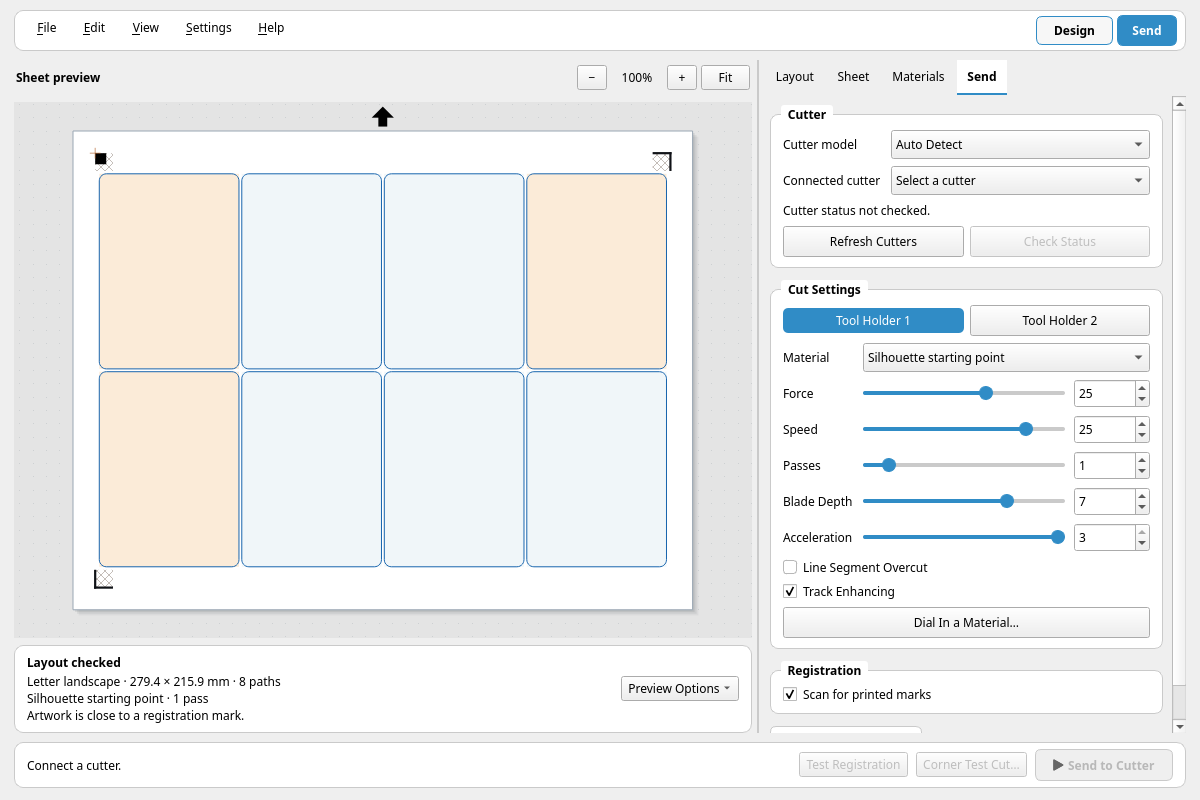 File Edit View Settings Help Design Send
Sheet preview − 100% + Fit
Layout Sheet Materials Send
Cutter
Cutter model Auto Detect
Connected cutter Select a cutter
Cutter status not checked.
Refresh Cutters Check Status
Cut Settings
Tool Holder 1 Tool Holder 2
Material Silhouette starting point
Force 25
Speed 25
Passes 1
Blade Depth 7
Acceleration 3
Line Segment Overcut
Track Enhancing
Dial In a Material...
Registration
Scan for printed marks
Layout checked
Letter landscape · 279.4 × 215.9 mm · 8 paths
Silhouette starting point · 1 pass
Artwork is close to a registration mark.
Preview Options
Connect a cutter.
Test Registration Corner Test Cut... Send to Cutter